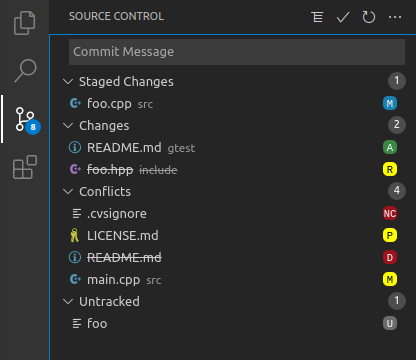 SOURCE CONTROL
Commit Message
Staged Changes 1
foo.cpp src M
Changes 2
README.md gtest A
foo.hpp include R
Conflicts 4
.cvsignore NC
LICENSE.md P
README.md D
main.cpp src M
Untracked 1
foo U
8